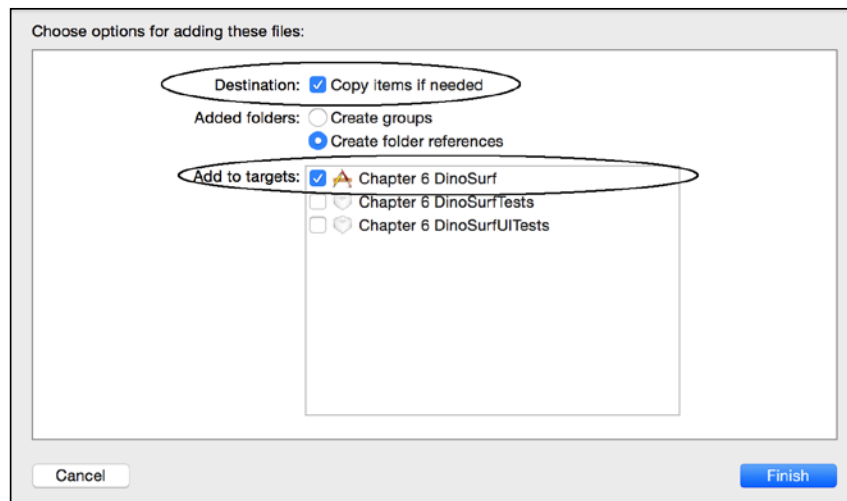 Choose options for adding these files:
Destination: Copy items if needed
Added folders: Create groups
Create folder references
Add to targets: Chapter 6 DinoSurf
Chapter 6 DinoSurfTests
Chapter 6 DinoSurfUITests
Cancel Finish